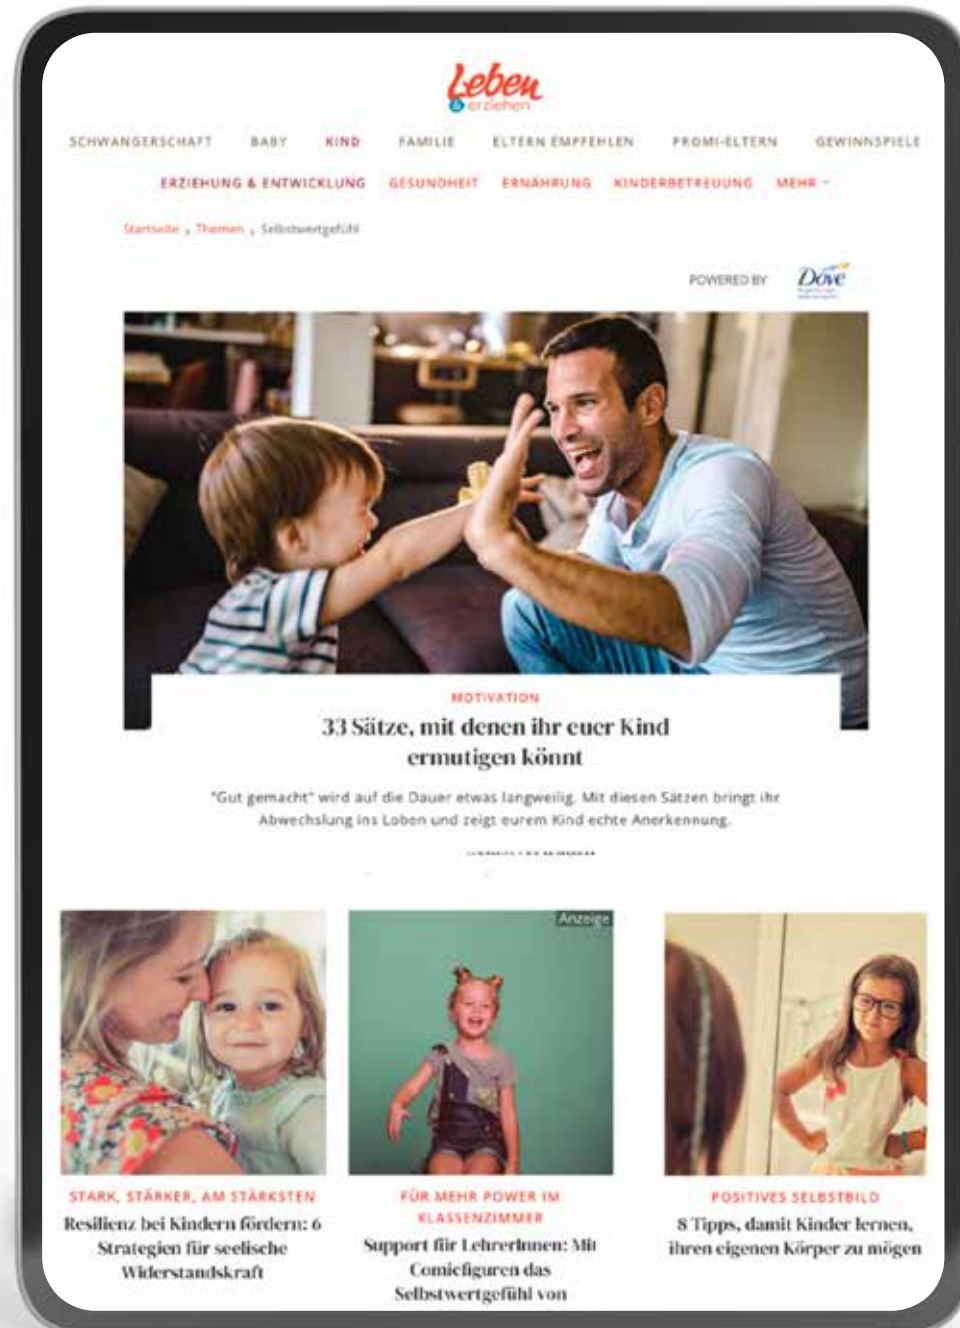 Leben
& erziehen
SCHWANGERSCHAFT BABY KIND FAMILIE ELTERN EMPFEHLEN PROMI-ELTERN GEWINNSPIELE
ERZIEHUNG & ENTWICKLUNG GESUNDHEIT ERNÄHRUNG KINDERBETREUUNG MEHR
Startseite Themen Selbstwertgefühl
POWERED BY Dove
MOTIVATION
33 Sätze, mit denen ihr euer Kind
ermutigen könnt
"Gut gemacht" wird auf die Dauer etwas langweilig. Mit diesen Sätzen bringt ihr
Abwechslung ins Loben und zeigt eurem Kind echte Anerkennung.
Anzeige
STARK, STÄRKER, AM STÄRKSTEN
Resilienz bei Kindern fördern: 6
Strategien für seelische
Widerstandskraft
FÜR MEHR POWER IM
KLASSENZIMMER
Support für LehrerInnen: Mit
Comicfiguren das
Selbstwertgefühl von
POSITIVES SELBSTBILD
8 Tipps, damit Kinder lernen,
ihren eigenen Körper zu mögen